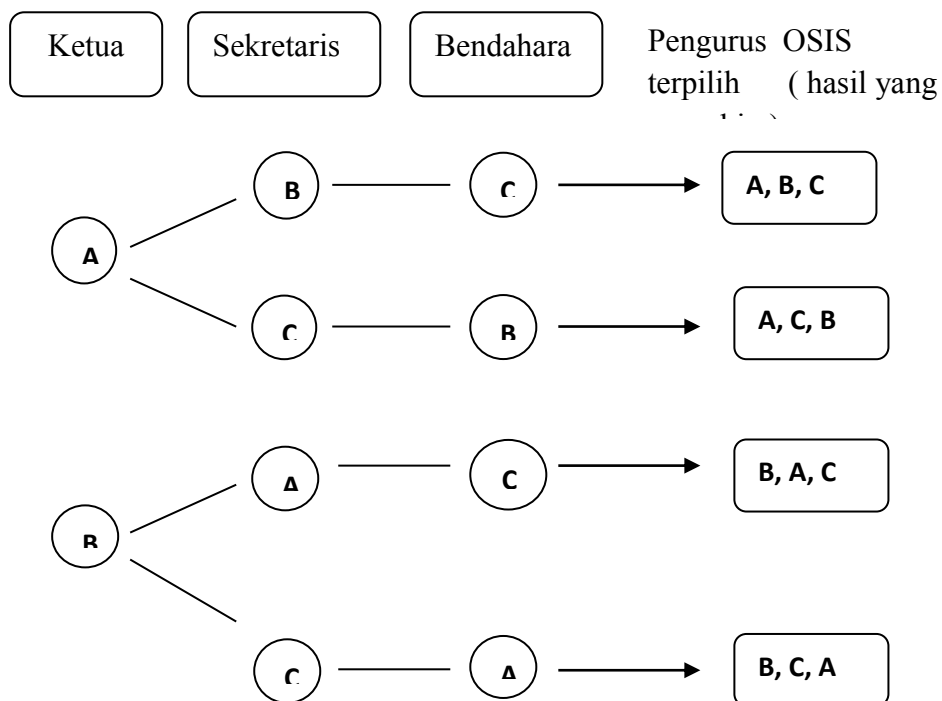 Ketua Sekretaris Bendahara Pengurus OSIS
terpilih ( hasil yang
B C A, B, C
A
C B A, C, B
A C B, A, C
B
C A B, C, A